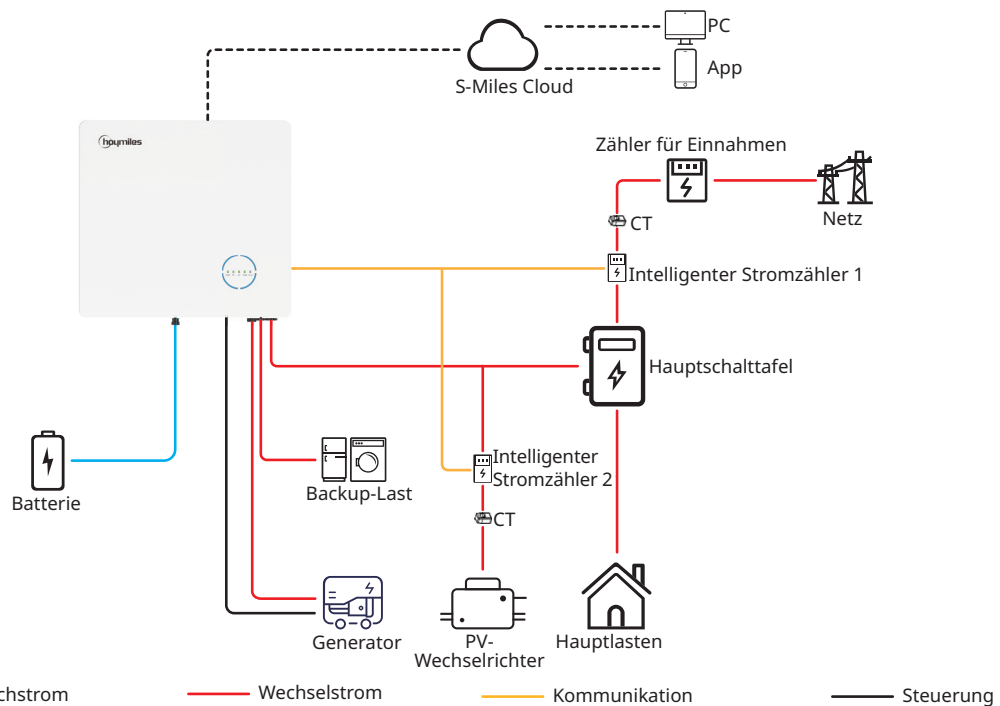 PC
App
S-Miles Cloud
hoymiles
Zähler für Einnahmen
Netz
CT
Intelligenter Stromzähler 1
Hauptschalttafel
Intelligenter
Stromzähler 2
Backup-Last
Batterie
CT
Generator
PV-
Wechselrichter
Hauptlasten
chstrom
Wechselstrom
Kommunikation
Steuerung